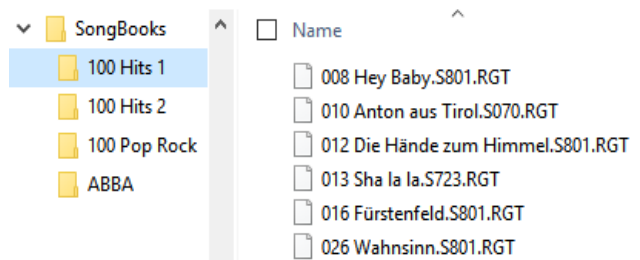 SongBooks
100 Hits 1
100 Hits 2
100 Pop Rock
ABBA
Name
008 Hey Baby.S801.RGT
010 Anton aus Tirol.S070.RGT
012 Die Hände zum Himmel.S801.RGT
013 Sha la la.S723.RGT
016 Fürstenfeld.S801.RGT
026 Wahnsinn.S801.RGT